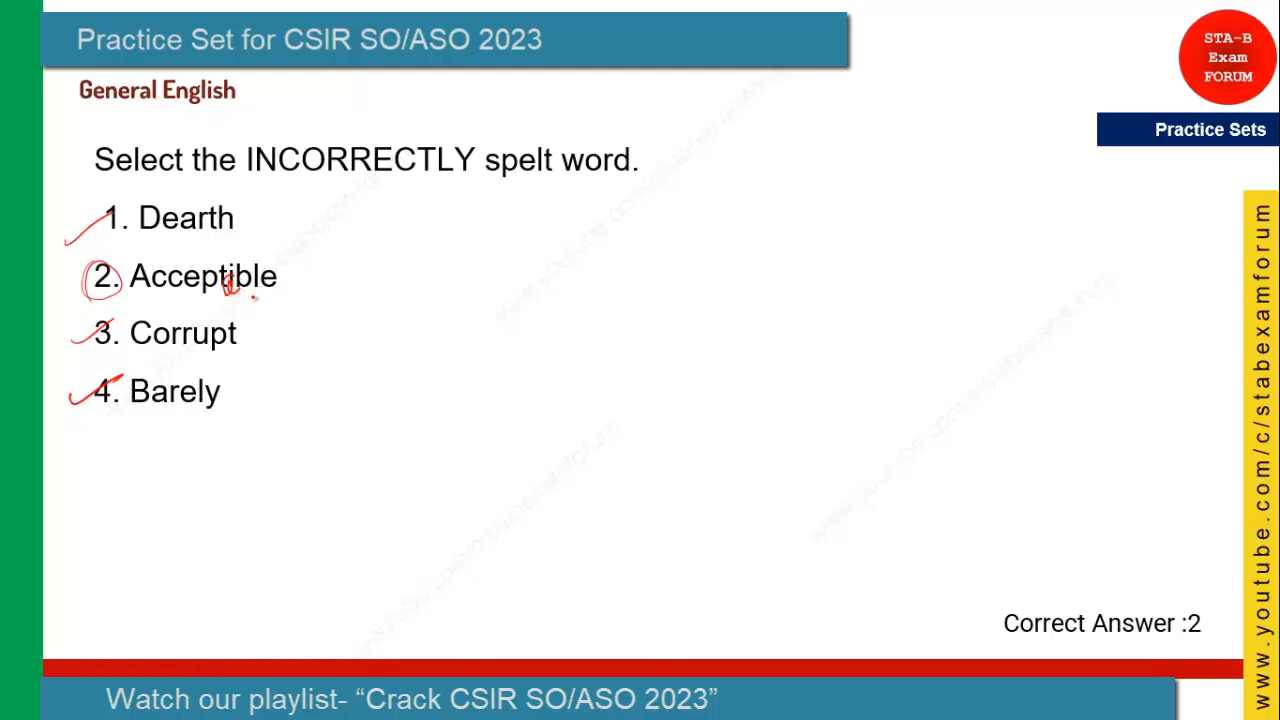 Practice Set for CSIR SO/ASO 2023
STA-B
Exam
FORUM
General English
Practice Sets
Select the INCORRECTLY spelt word.
1. Dearth
2. Acceptible
a
3. Corrupt
4. Barely
Correct Answer :2
www.youtube.com/c/stabexamforum
Watch our playlist- “Crack CSIR SO/ASO 2023”